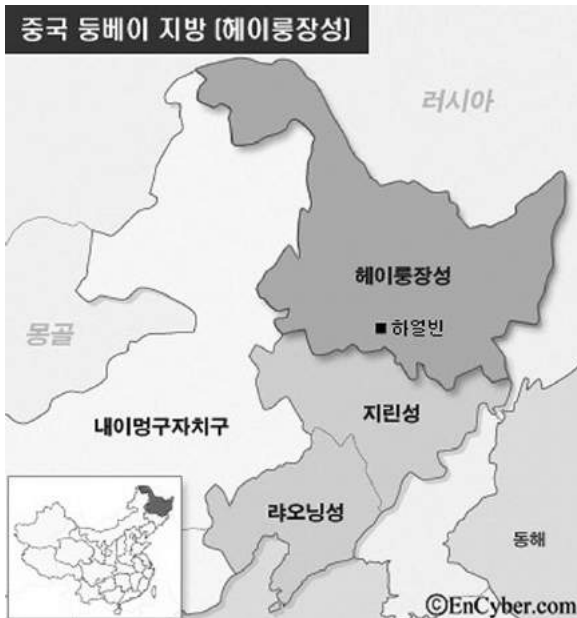 중국 둥베이 지방 [헤이룽장성]
러시아
헤이룽장성
■ 하얼빈
몽골
지린성
내이멍구자치구
랴오닝성
동해
©EnCyber.com